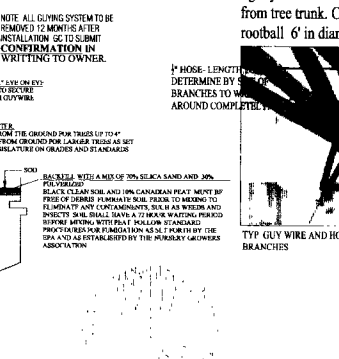 NOTE ALL GUYING SYSTEM TO BE
REMOVED 12 MONTHS AFTER
INSTALLATION GC TO SUBMIT
CONFIRMATION IN
WRITTING TO OWNER.
" EYE ON EYE
TO SECURE
GUYWIRE
FROM THE GROUND FOR TREES UP TO 4"
FROM GROUND FOR LARGER TREES AS SET
ON GRADES AND STANDARDS
SOD
BACKFILL WITH A MIX OF 70% SILICA SAND AND 30%
PULVERIZED
BLACK CLEAN SOIL AND 10% CANADIAN PEAT MUST BE
FREE OF DEBRIS FUMIGATE SOIL PRIOR TO MIXING TO
ELIMINATE ANY CONTAMINENTS, SUCH AS WEEDS AND
INSECTS SOIL SHALL HAVE A 72 HOUR WAITING PERIOD
BEFORE MIXING WITH PEAT FOLLOW STANDARD
PROCEDURES FOR FUMIGATION AS SET FORTH BY THE
EPA AND AS ESTABLISHED BY THE NURSERY GROWERS
ASSOCIATION
" HOSE- LENGTH
DETERMINE BY
BRANCHES TO
AROUND
from tree trunk. C
rootball 6' in diam
TYP GUY WIRE AND HO
BRANCHES